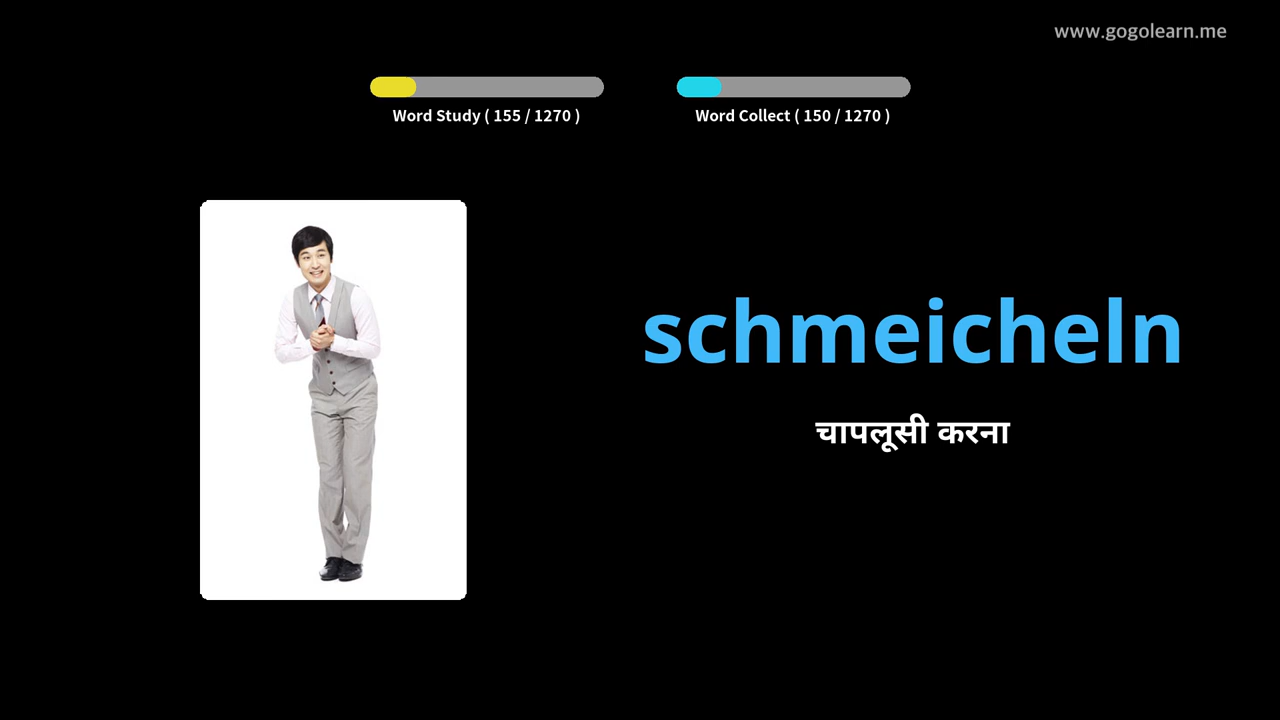 www.gogolearn.me
Word Study ( 155 / 1270 )
Word Collect ( 150 / 1270 )
schmeicheln
चापलूसी करना